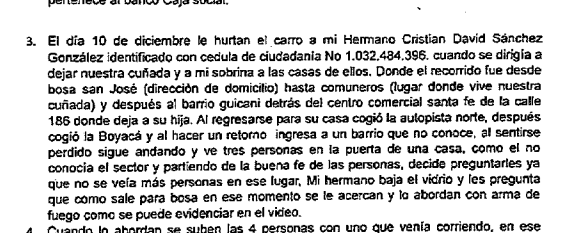 pertenece al banco Caja social.
3. El día 10 de diciembre le hurtan el carro a mi Hermano Cristian David Sánchez
González identificado con cedula de ciudadanía No 1.032.484.396. cuando se dirigía a
dejar nuestra cuñada y a mi sobrina a las casas de ellos. Donde el recorrido fue desde
bosa san José (dirección de domicilio) hasta comuneros (lugar donde vive nuestra
cuñada) y después al barrio guicani detrás del centro comercial santa fe de la calle
186 donde deja a su hija. Al regresarse para su casa cogió la autopista norte, después
cogió la Boyacá y al hacer un retorno ingresa a un barrio que no conoce, al sentirse
perdido sigue andando y ve tres personas en la puerta de una casa, como el no
conocía el sector y partiendo de la buena fe de las personas, decide preguntarles ya
que no se veía más personas en ese lugar, Mi hermano baja el vidrio y les pregunta
que como sale para bosa en ese momento se le acercan y lo abordan con arma de
fuego como se puede evidenciar en el video.
4. Cuando lo abordan se suben las 4 personas con uno que venía corriendo, en ese